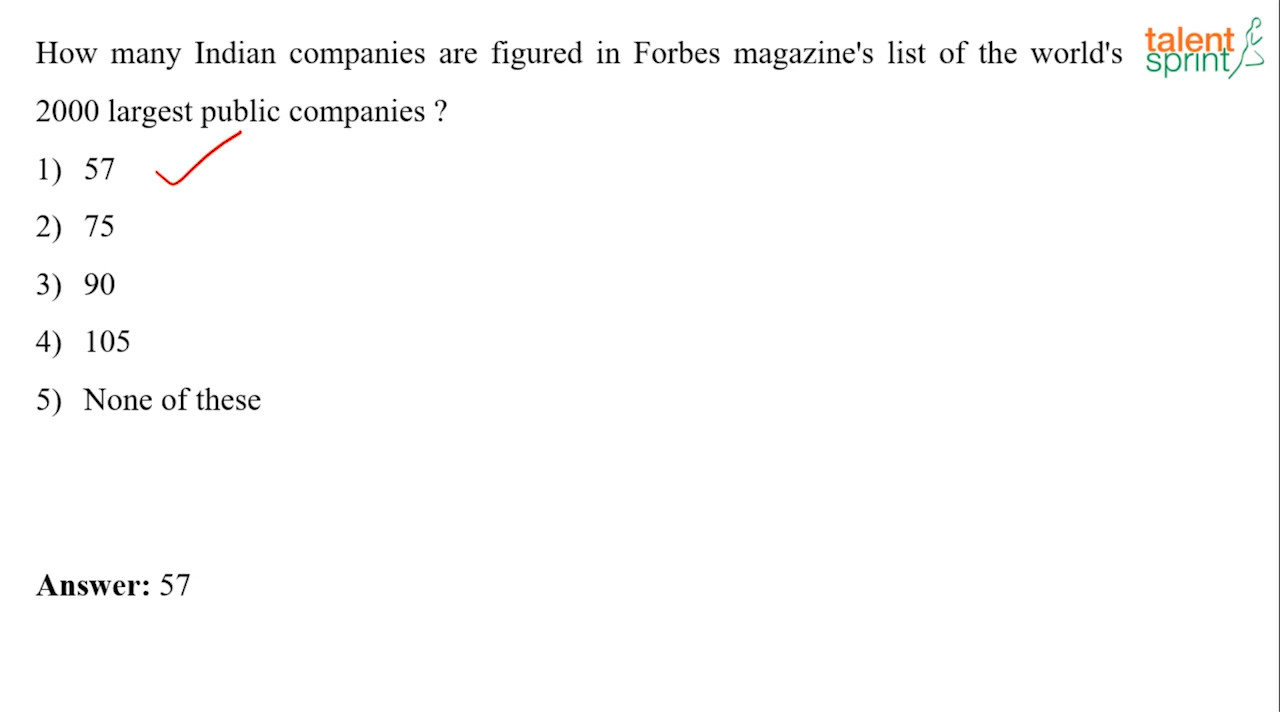 How many Indian companies are figured in Forbes magazine's list of the world's
talent
sprint
2000 largest public companies ?
1) 57
2) 75
3) 90
4) 105
5) None of these
Answer: 57